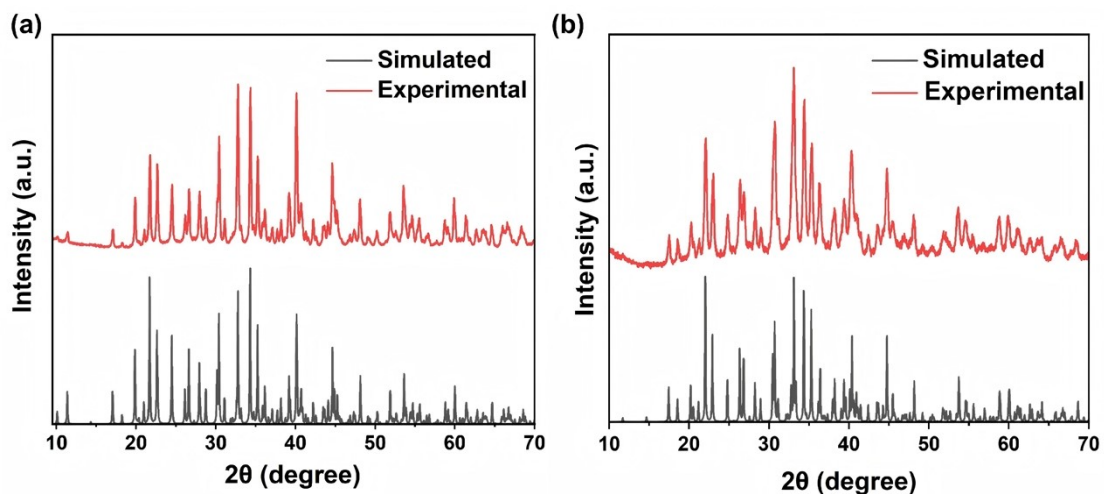 (a)
Simulated
Experimental
Intensity (a.u.)
10 20 30 40 50 60 70
2θ (degree)
(b)
Simulated
Experimental
Intensity (a.u.)
10 20 30 40 50 60 70
2θ (degree)